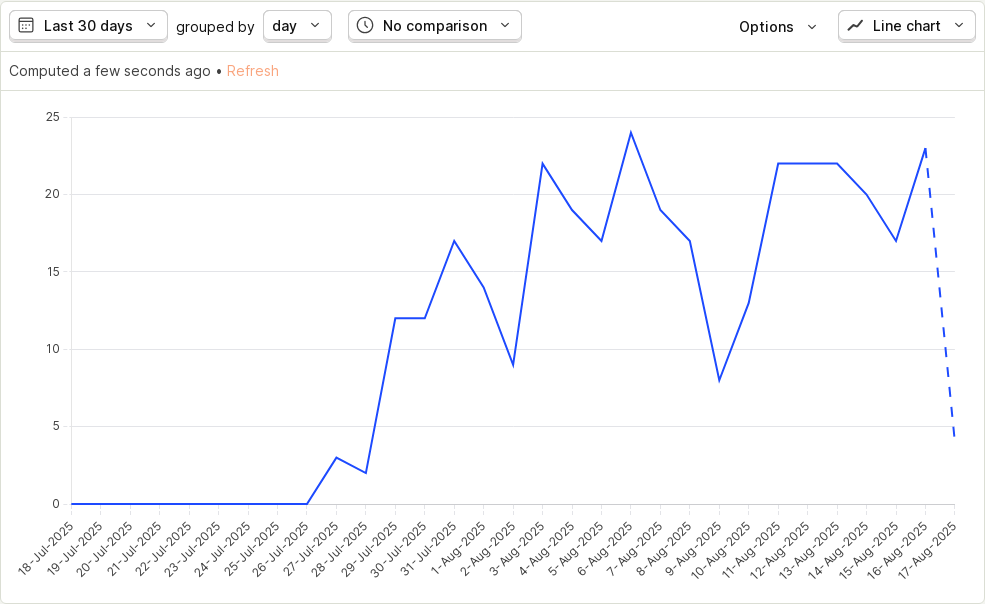 Last 30 days grouped by day No comparison Options Line chart
Computed a few seconds ago • Refresh
25
20
15
10
5
0
18-Jul-2025
19-Jul-2025
20-Jul-2025
21-Jul-2025
22-Jul-2025
23-Jul-2025
24-Jul-2025
25-Jul-2025
26-Jul-2025
27-Jul-2025
28-Jul-2025
29-Jul-2025
30-Jul-2025
31-Jul-2025
1-Aug-2025
2-Aug-2025
3-Aug-2025
4-Aug-2025
5-Aug-2025
6-Aug-2025
7-Aug-2025
8-Aug-2025
9-Aug-2025
10-Aug-2025
11-Aug-2025
12-Aug-2025
13-Aug-2025
14-Aug-2025
15-Aug-2025
16-Aug-2025
17-Aug-2025